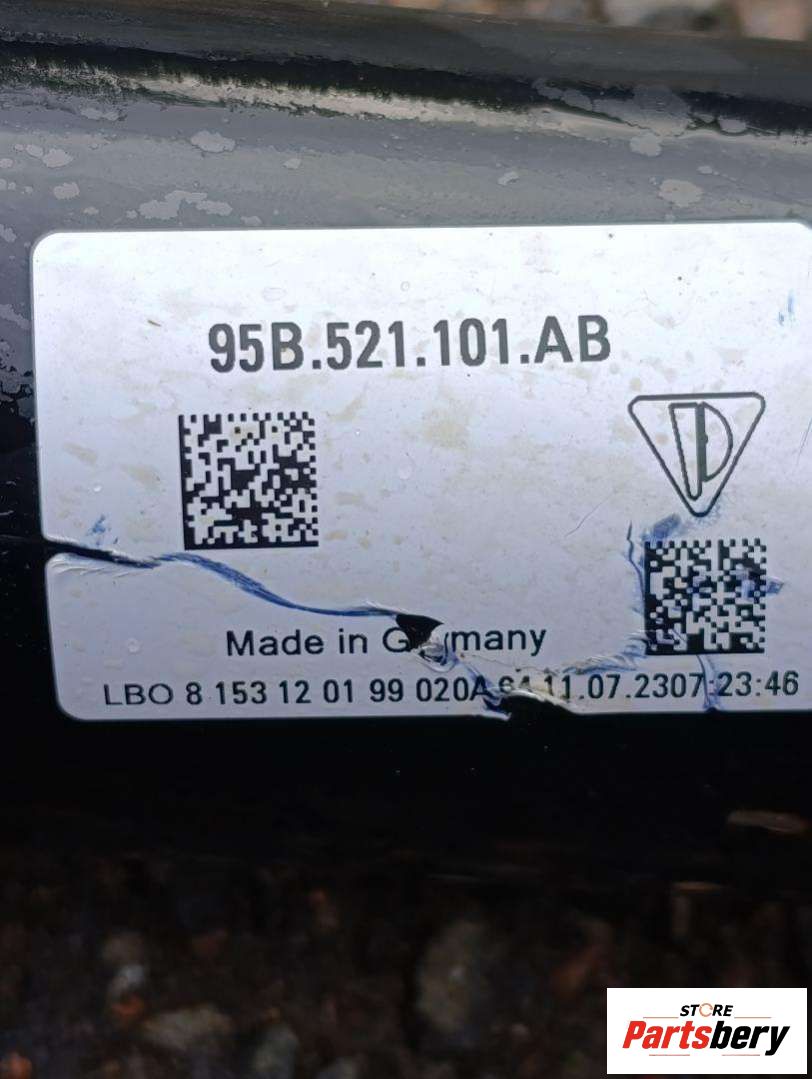 95B.521.101.AB
Made in Germany
LBO 8 153 12 01 99 020A 11.07.2307:23:46
STORE
Partsbery